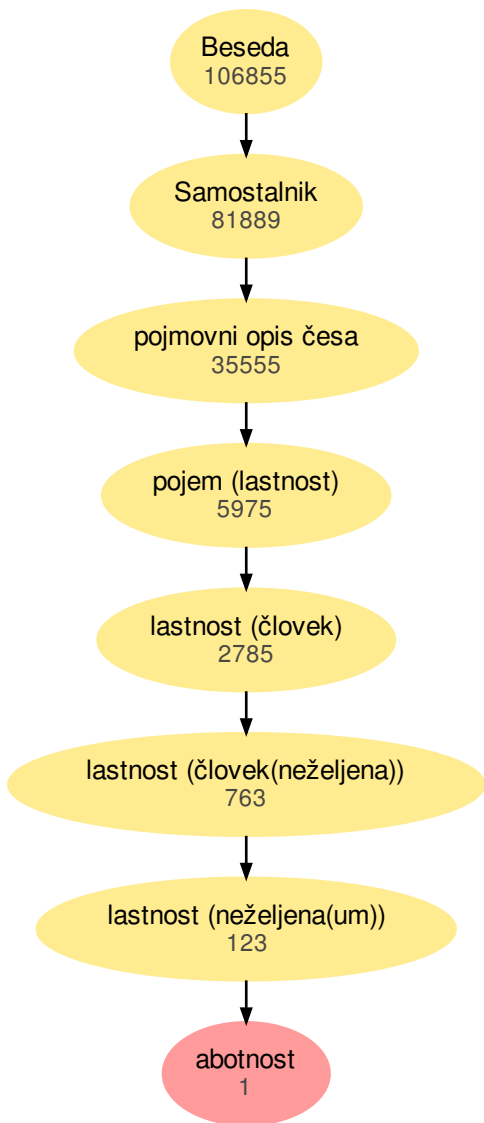 Beseda
106855
Samostalnik
81889
pojmovni opis česa
35555
pojem (lastnost)
5975
lastnost (človek)
2785
lastnost (človek(neželjena))
763
lastnost (neželjena(um))
123
abotnost
1